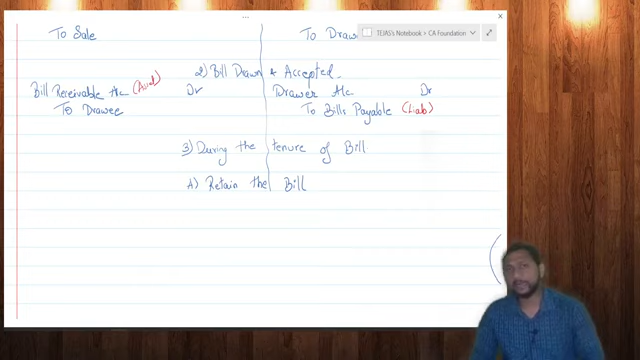 To Sale
To Drawe
TEJAS's Notebook > CA Foundation
2) Bill Drawn & Accepted.
Bill Receivable A/c (Asset) Dr
Drawer A/c Dr
To Drawee
To Bills Payable (Liab)
3) During the tenure of Bill
A) Retain the Bill